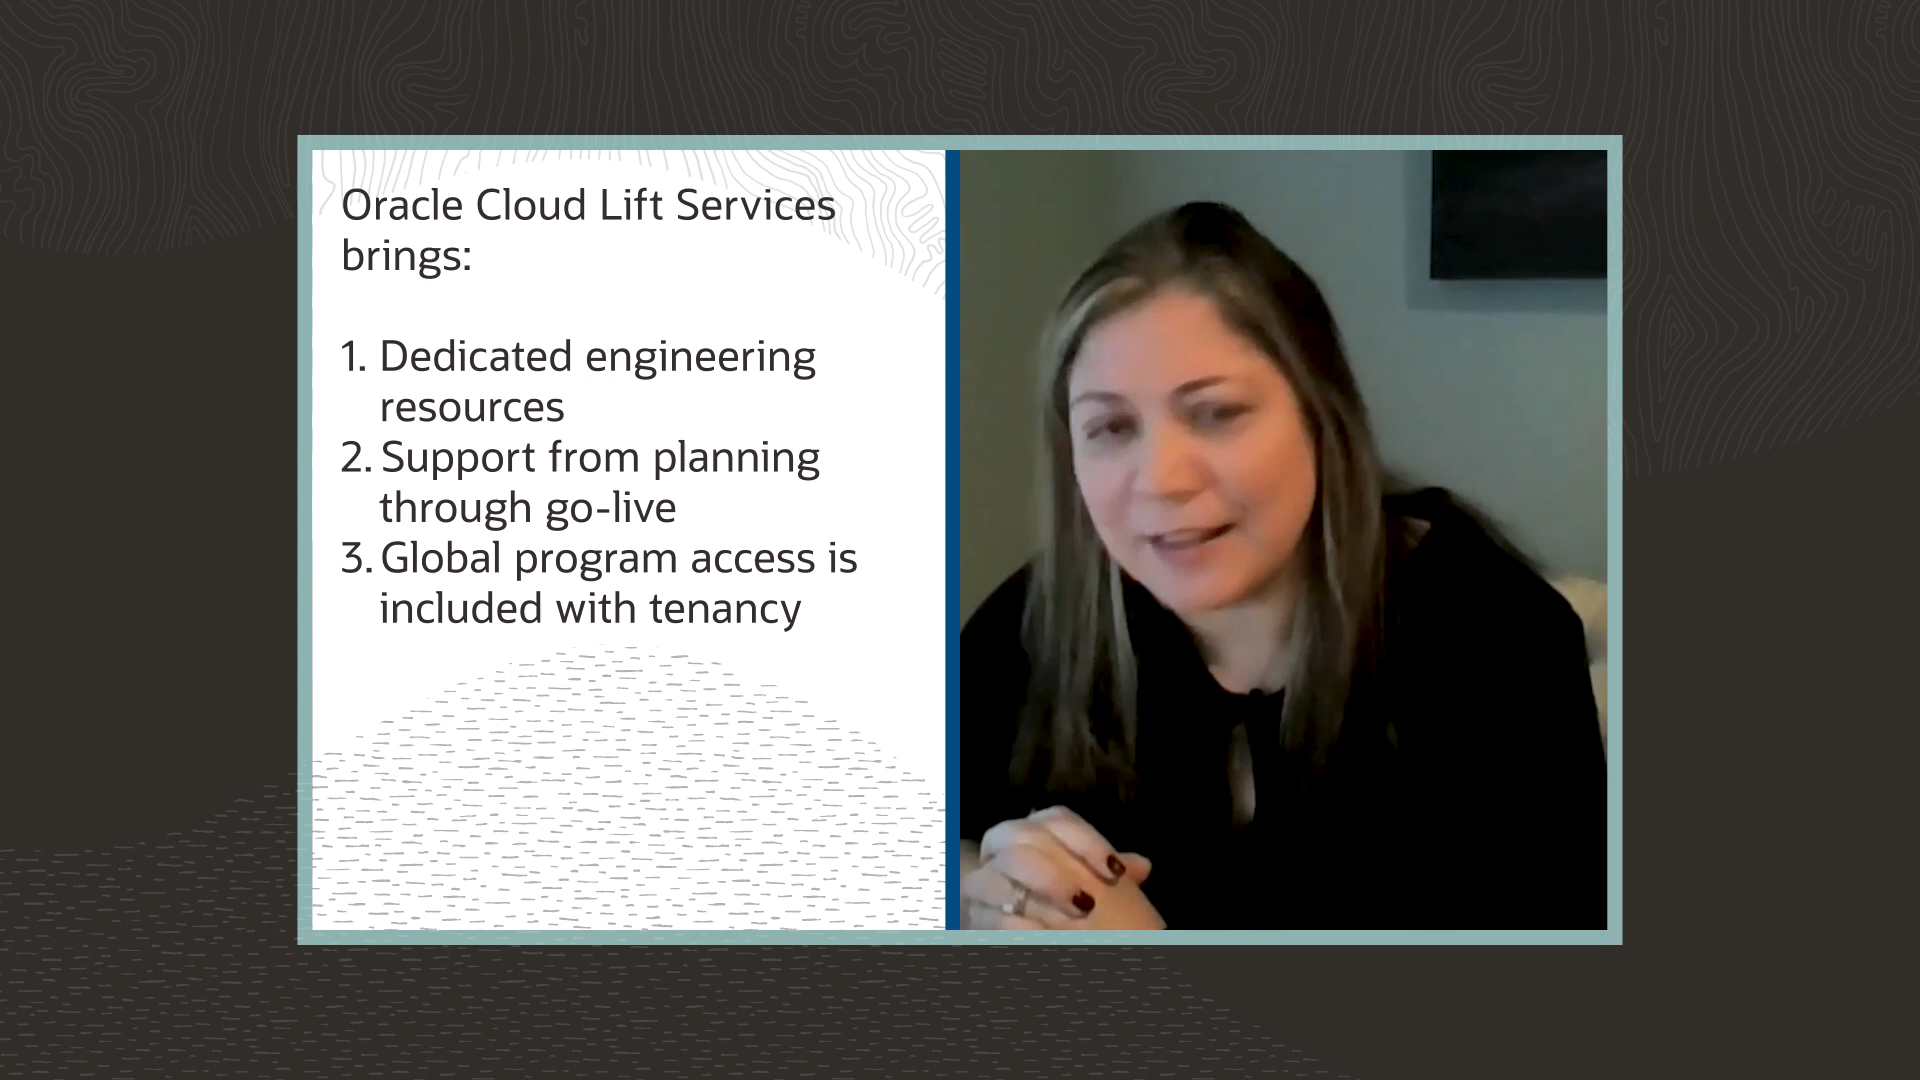 Oracle Cloud Lift Services
brings:
1. Dedicated engineering
resources
2. Support from planning
through go-live
3. Global program access is
included with tenancy